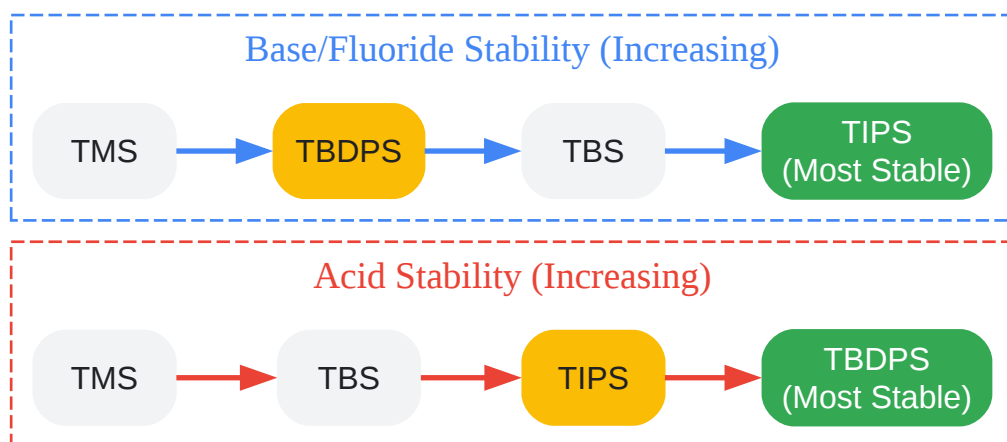 Base/Fluoride Stability (Increasing)
TMS
TBDPS
TBS
TIPS
(Most Stable)
Acid Stability (Increasing)
TMS
TBS
TIPS
TBDPS
(Most Stable)